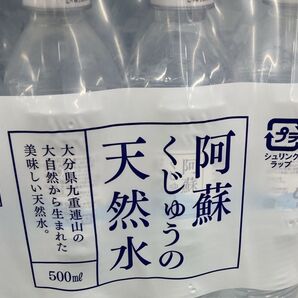 阿蘇
くじゅうの
天然水
大分県九重連山の
大自然から生まれた
美味しい天然水。
500㎖
プラ
シュリンク
ラップ